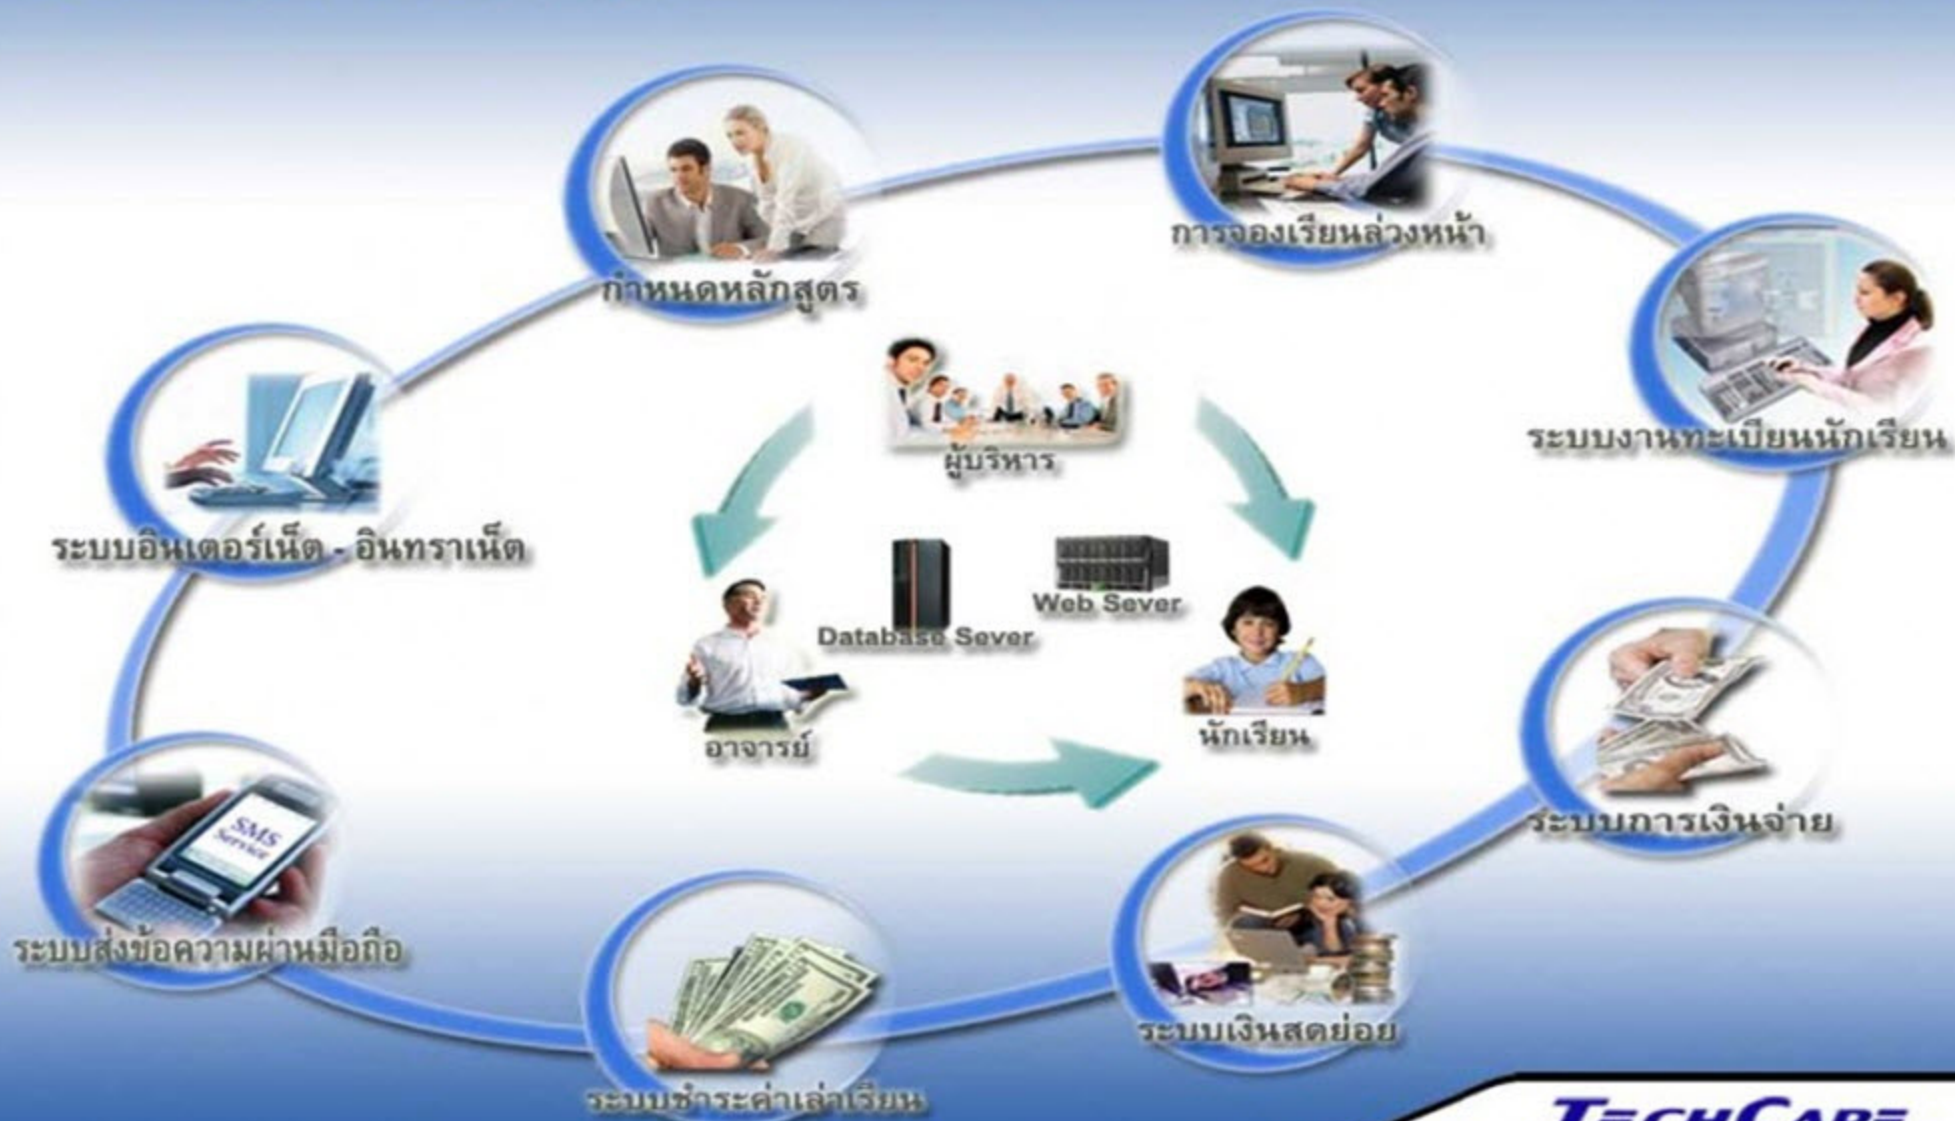 การจองเรียนล่วงหน้า
กำหนดหลักสูตร
ระบบงานทะเบียนนักเรียน
ผู้บริหาร
ระบบอินเตอร์เน็ต - อินทราเน็ต
Web Sever
Database Sever
อาจารย์
นักเรียน
ระบบการเงินจ่าย
SMS
Service
ระบบส่งข้อความผ่านมือถือ
ระบบเงินสดย่อย
ระบบชำระค่าเล่าเรียน
TECHCARE